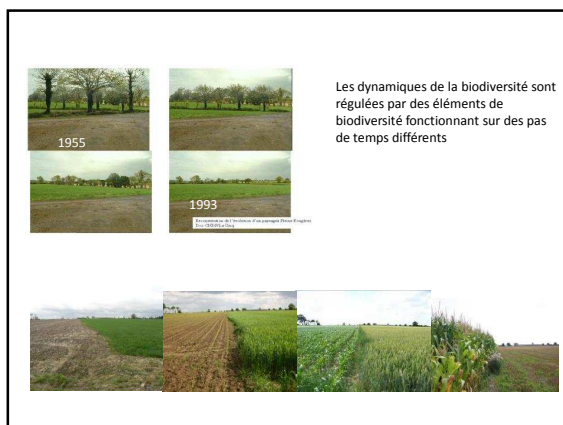 Les dynamiques de la biodiversité sont
régulées par des éléments de
biodiversité fonctionnant sur des pas
de temps différents
1955
1993